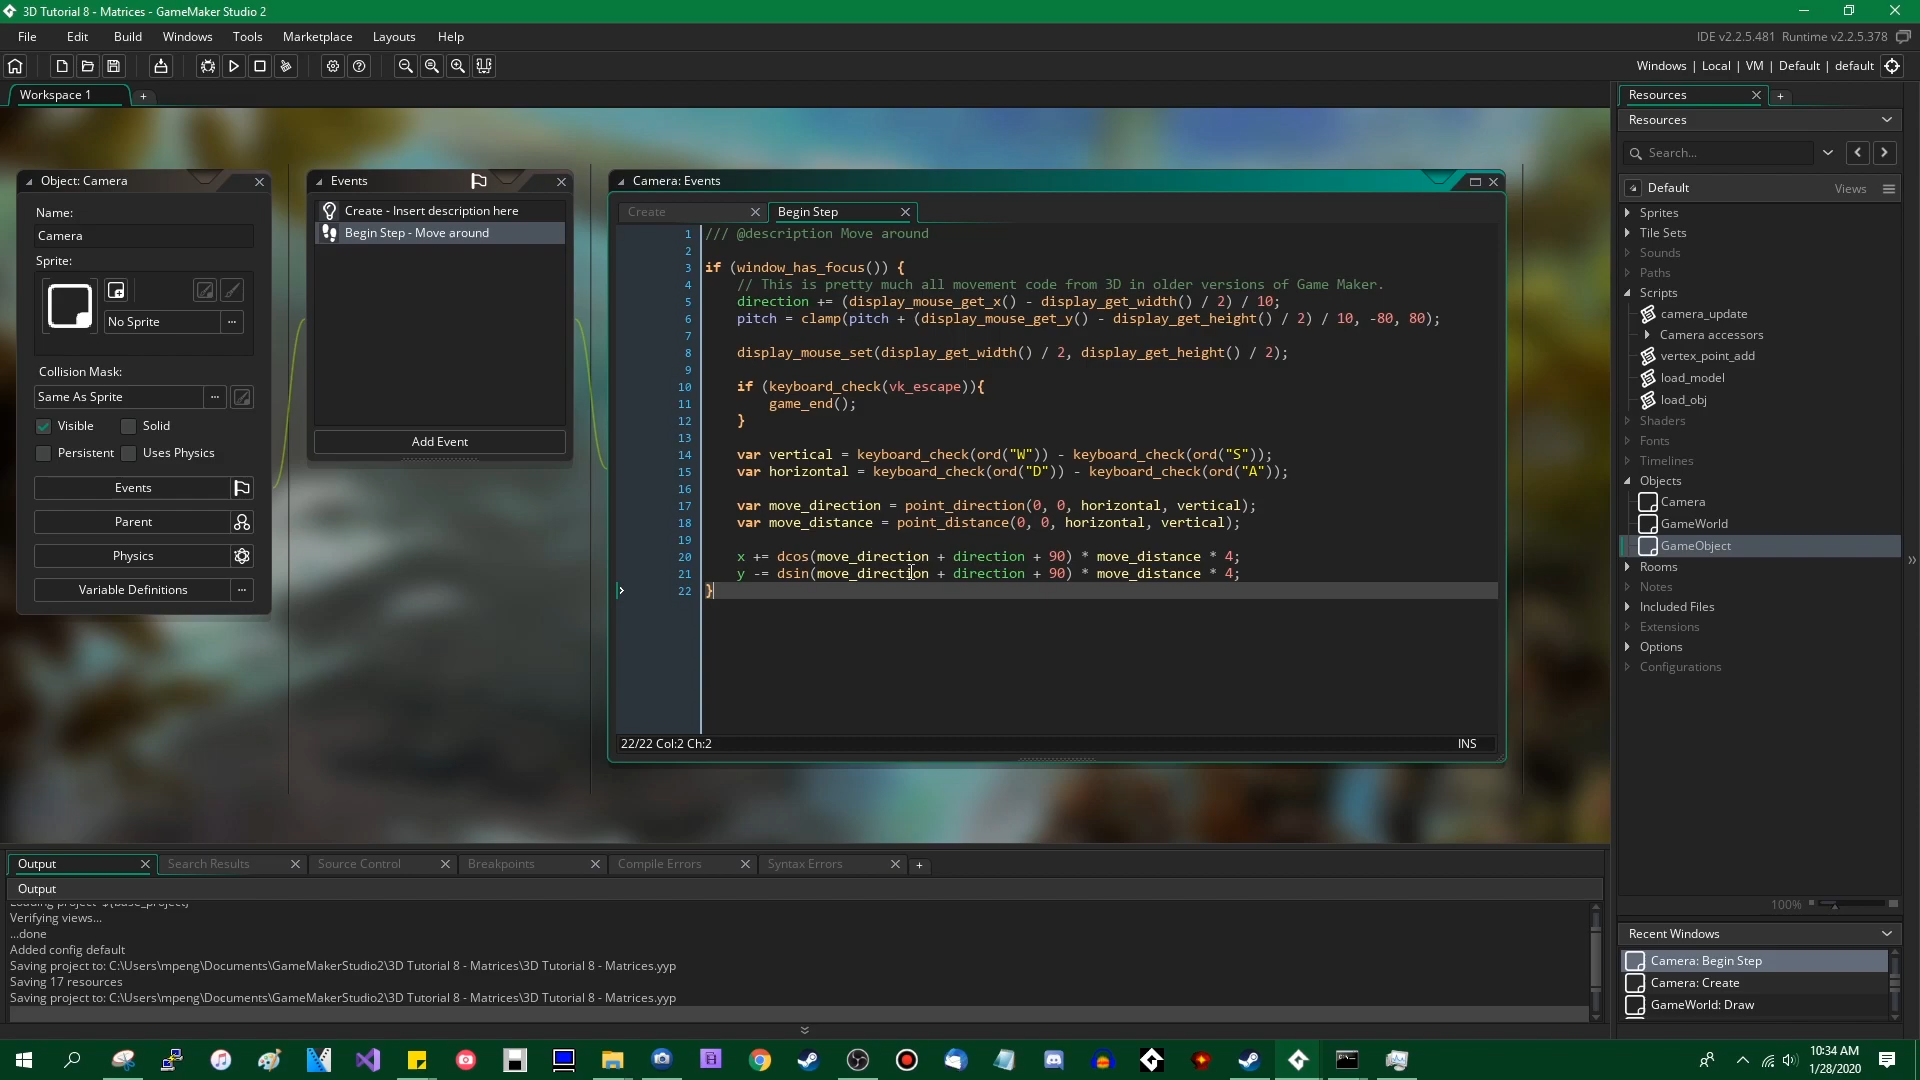 3D Tutorial 8 - Matrices - GameMaker Studio 2
File Edit Build Windows Tools Marketplace Layouts Help
IDE v2.2.5.481 Runtime v2.2.5.378
Windows | Local | VM | Default | default
Workspace 1
Object: Camera
Name:
Camera
Sprite:
No Sprite
Collision Mask:
Same As Sprite
Visible Solid
Persistent Uses Physics
Events
Parent
Physics
Variable Definitions
Events
Create - Insert description here
Begin Step - Move around
Add Event
Camera: Events
Create
Begin Step
1 /// @description Move around
2
3 if (window_has_focus()) {
4 // This is pretty much all movement code from 3D in older versions of Game Maker.
5 direction += (display_mouse_get_x() - display_get_width() / 2) / 10;
6 pitch = clamp(pitch + (display_mouse_get_y() - display_get_height() / 2) / 10, -80, 80);
7
8 display_mouse_set(display_get_width() / 2, display_get_height() / 2);
9
10 if (keyboard_check(vk_escape)){
11 game_end();
12 }
13
14 var vertical = keyboard_check(ord("W")) - keyboard_check(ord("S"));
15 var horizontal = keyboard_check(ord("D")) - keyboard_check(ord("A"));
16
17 var move_direction = point_direction(0, 0, horizontal, vertical);
18 var move_distance = point_distance(0, 0, horizontal, vertical);
19
20 x += dcos(move_direction + direction + 90) * move_distance * 4;
21 y -= dsin(move_direction + direction + 90) * move_distance * 4;
22 }
22/22 Col:2 Ch:2
INS
Resources
Resources
Search...
Default
Views
Sprites
Tile Sets
Sounds
Paths
Scripts
camera_update
Camera accessors
vertex_point_add
load_model
load_obj
Shaders
Fonts
Timelines
Objects
Camera
GameWorld
GameObject
Rooms
Notes
Included Files
Extensions
Options
Configurations
100%
Recent Windows
Camera: Begin Step
Camera: Create
GameWorld: Draw
Output
Search Results
Source Control
Breakpoints
Compile Errors
Syntax Errors
Output
Loading project ${base_project}
Verifying views...
...done
Added config default
Saving project to: C:\Users\mpeng\Documents\GameMakerStudio2\3D Tutorial 8 - Matrices\3D Tutorial 8 - Matrices.yyp
Saving 17 resources
Saving project to: C:\Users\mpeng\Documents\GameMakerStudio2\3D Tutorial 8 - Matrices\3D Tutorial 8 - Matrices.yyp
10:34 AM
1/28/2020